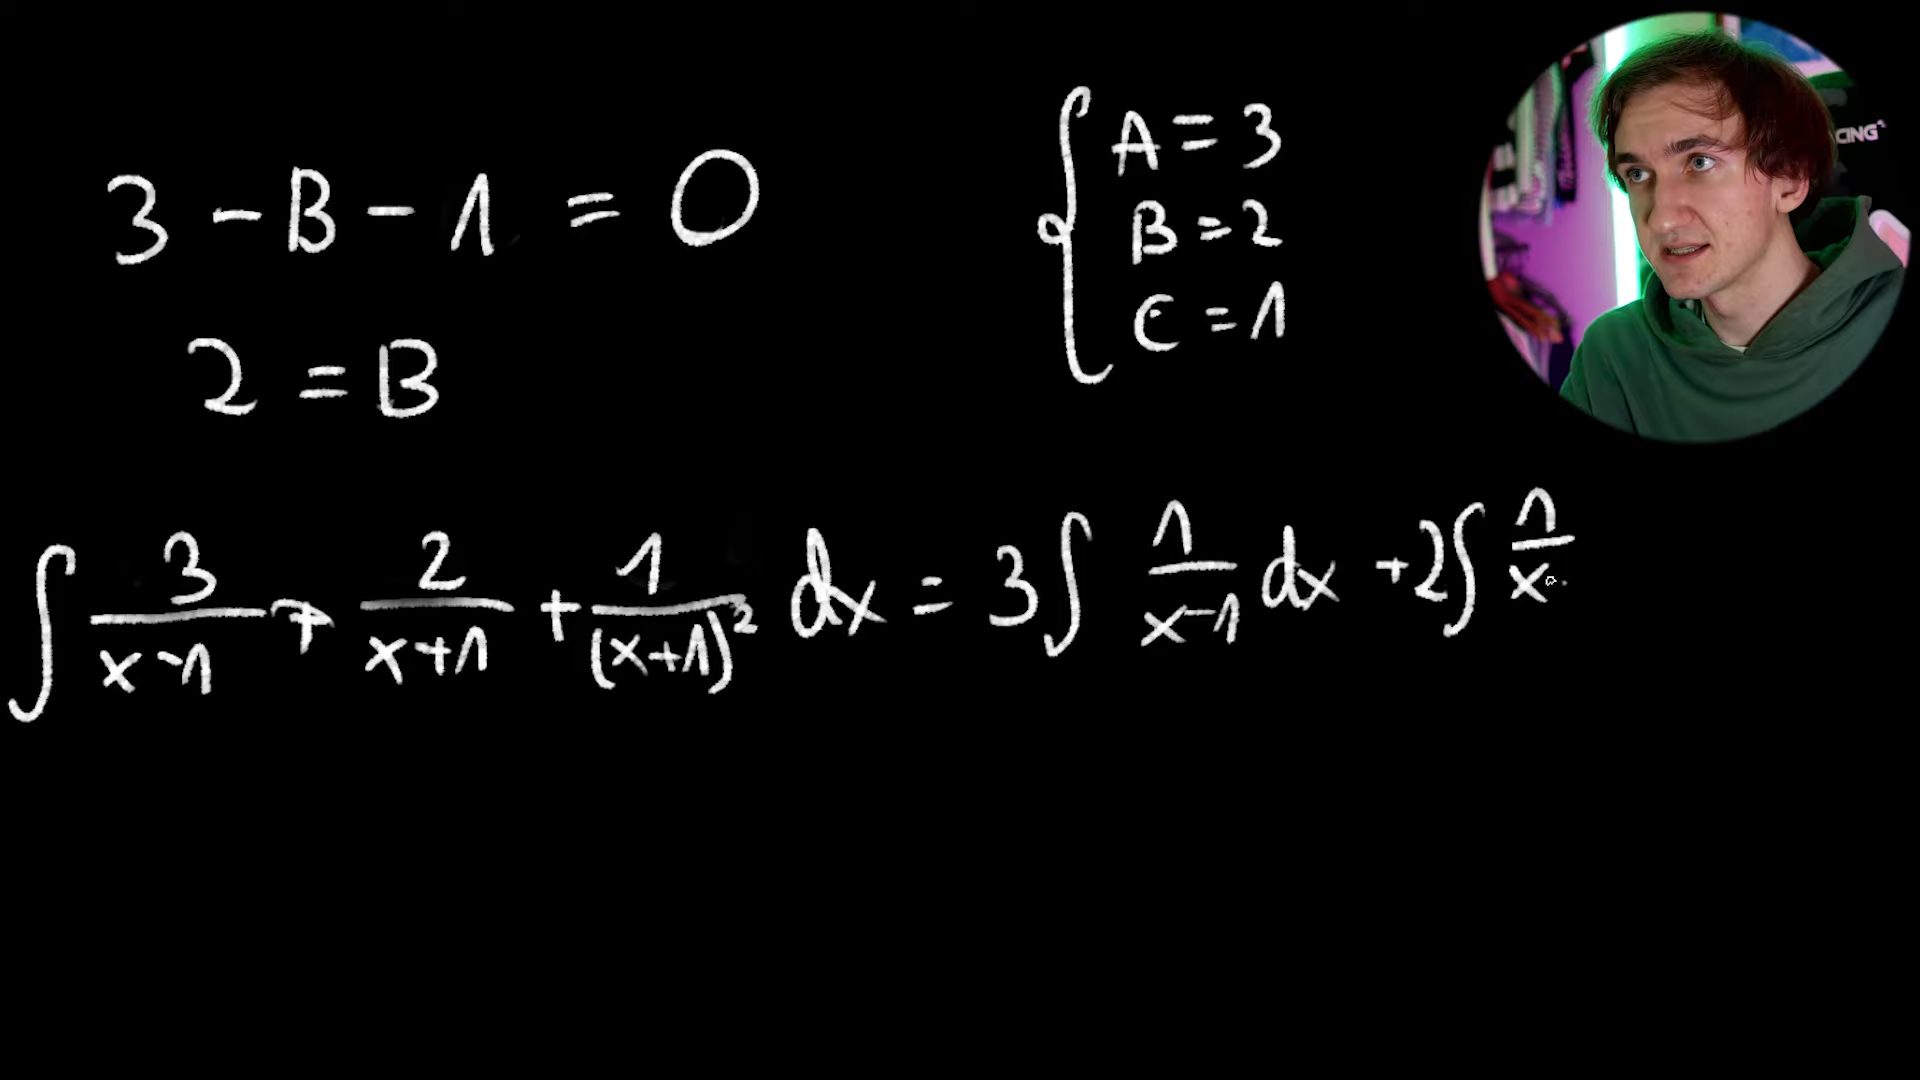 3 - B - 1 = 0
2 = B
{ A = 3
B = 2
C = 1
∫ 3/(x-1) + 2/(x+1) + 1/(x+1)² dx = 3∫ 1/(x-1) dx + 2∫ 1/x
CING